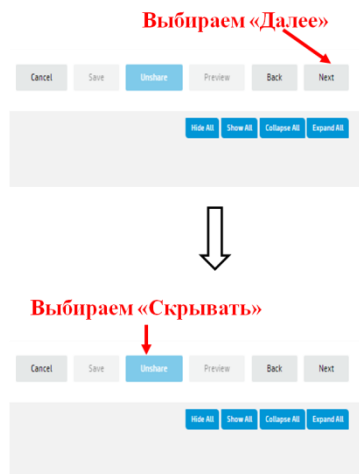 Выбираем «Далее»
Cancel Save Unshare Preview Back Next
Hide All Show All Collapse All Expand All
Выбираем «Скрывать»
Cancel Save Unshare Preview Back Next
Hide All Show All Collapse All Expand All